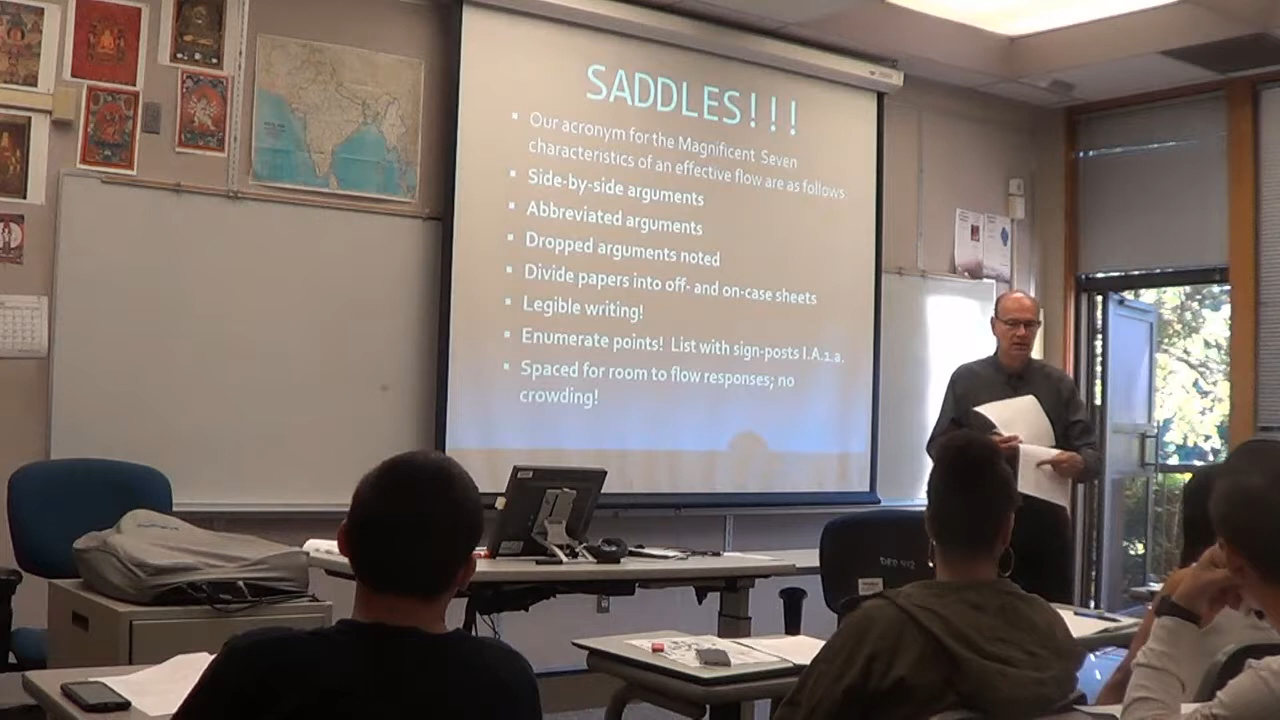 SADDLES!!!
Our acronym for the Magnificent Seven
characteristics of an effective flow are as follows
Side-by-side arguments
Abbreviated arguments
Dropped arguments noted
Divide papers into off- and on-case sheets
Legible writing!
Enumerate points! List with sign-posts I.A.1.a.
Spaced for room to flow responses; no
crowding!